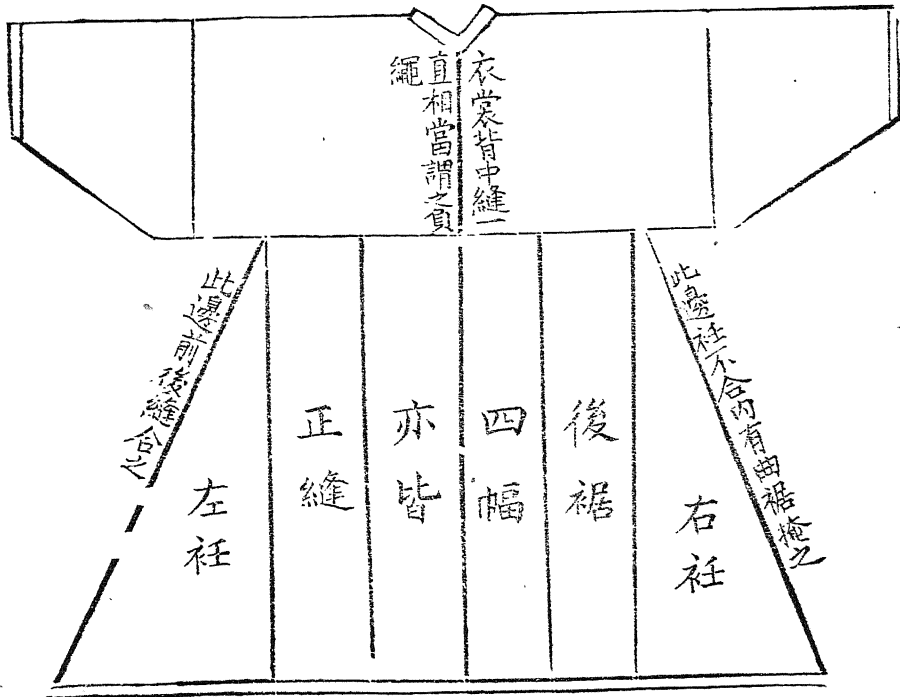 衣裳背中縫一
直相當謂之負
繩
此邊衽不合內有曲裾掩之
右衽
後裾
四幅
亦皆
正縫
左衽
此邊前後縫合之